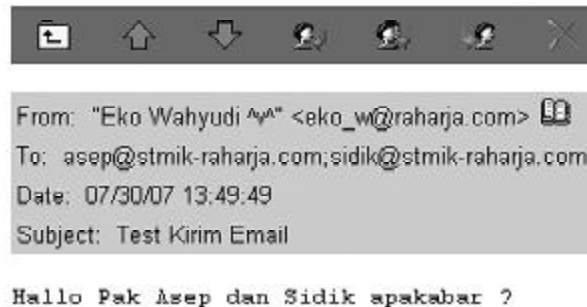 From: "Eko Wahyudi ^v^" <eko_w@raharja.com>
To: asep@stmik-raharja.com;sidik@stmik-raharja.com
Date: 07/30/07 13:49:49
Subject: Test Kirim Email
Hallo Pak Asep dan Sidik apakabar ?